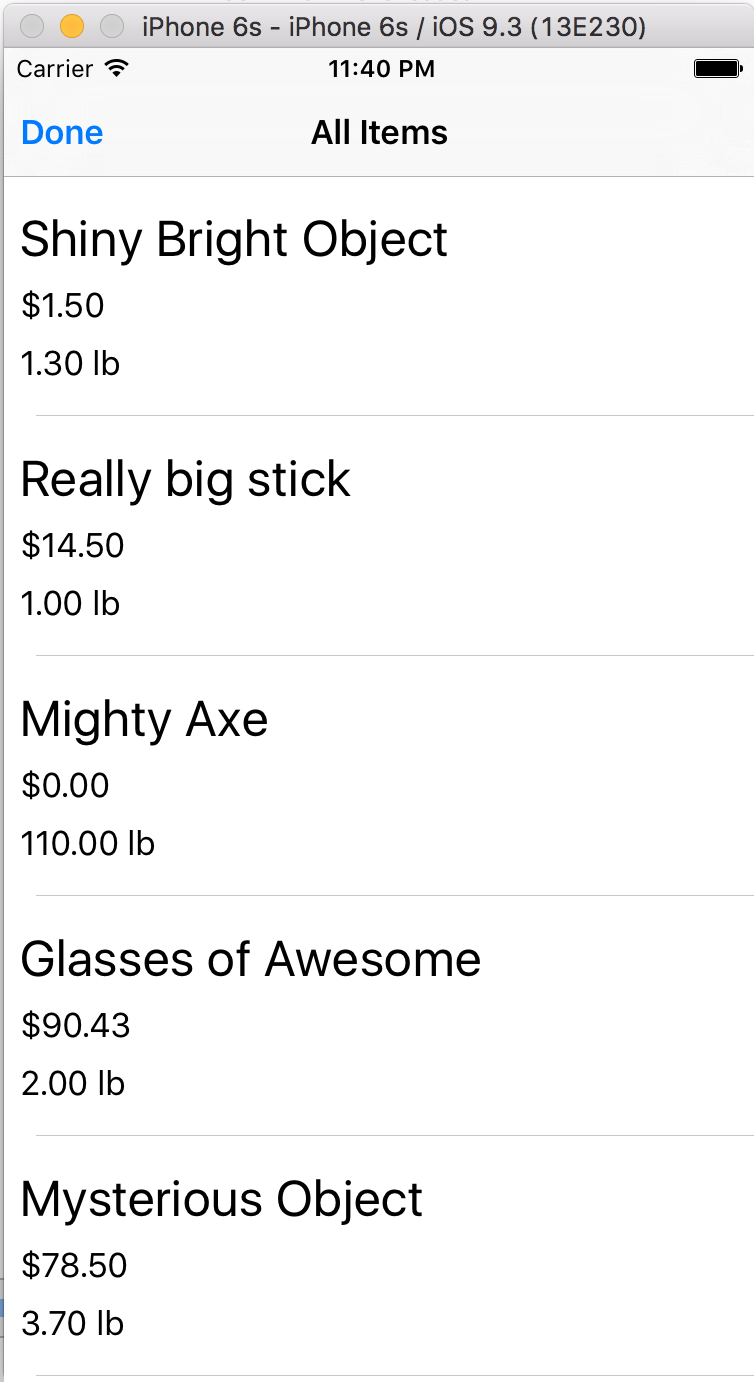 iPhone 6s - iPhone 6s / iOS 9.3 (13E230)
Carrier 11:40 PM
Done All Items
Shiny Bright Object
$1.50
1.30 lb
Really big stick
$14.50
1.00 lb
Mighty Axe
$0.00
110.00 lb
Glasses of Awesome
$90.43
2.00 lb
Mysterious Object
$78.50
3.70 lb